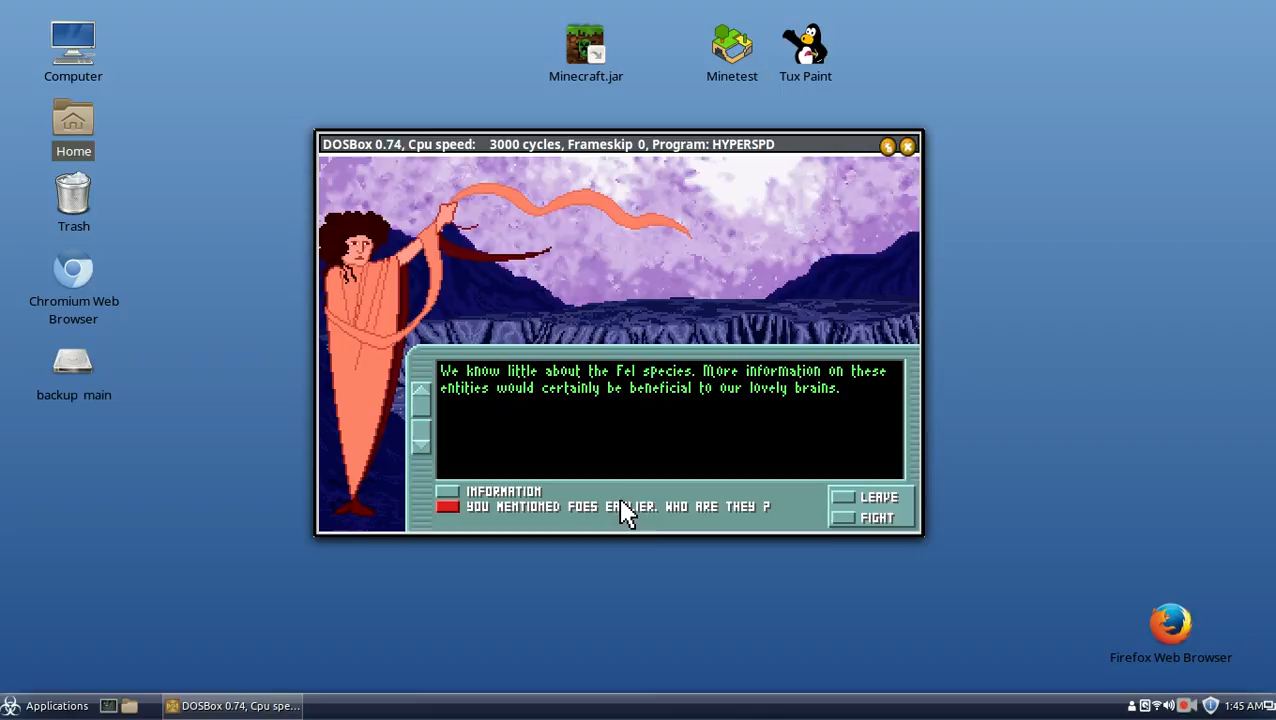 Computer
Home
Trash
Chromium Web
Browser
backup main
Minecraft.jar
Minetest
Tux Paint
DOSBox 0.74, Cpu speed: 3000 cycles, Frameskip 0, Program: HYPERSPD
We know little about the Fel species. More information on these
entities would certainly be beneficial to our lovely brains.
INFORMATION
YOU MENTIONED FOES EARLIER. WHO ARE THEY ?
LEAVE
FIGHT
Firefox Web Browser
Applications
DOSBox 0.74, Cpu spe...
1:45 AM